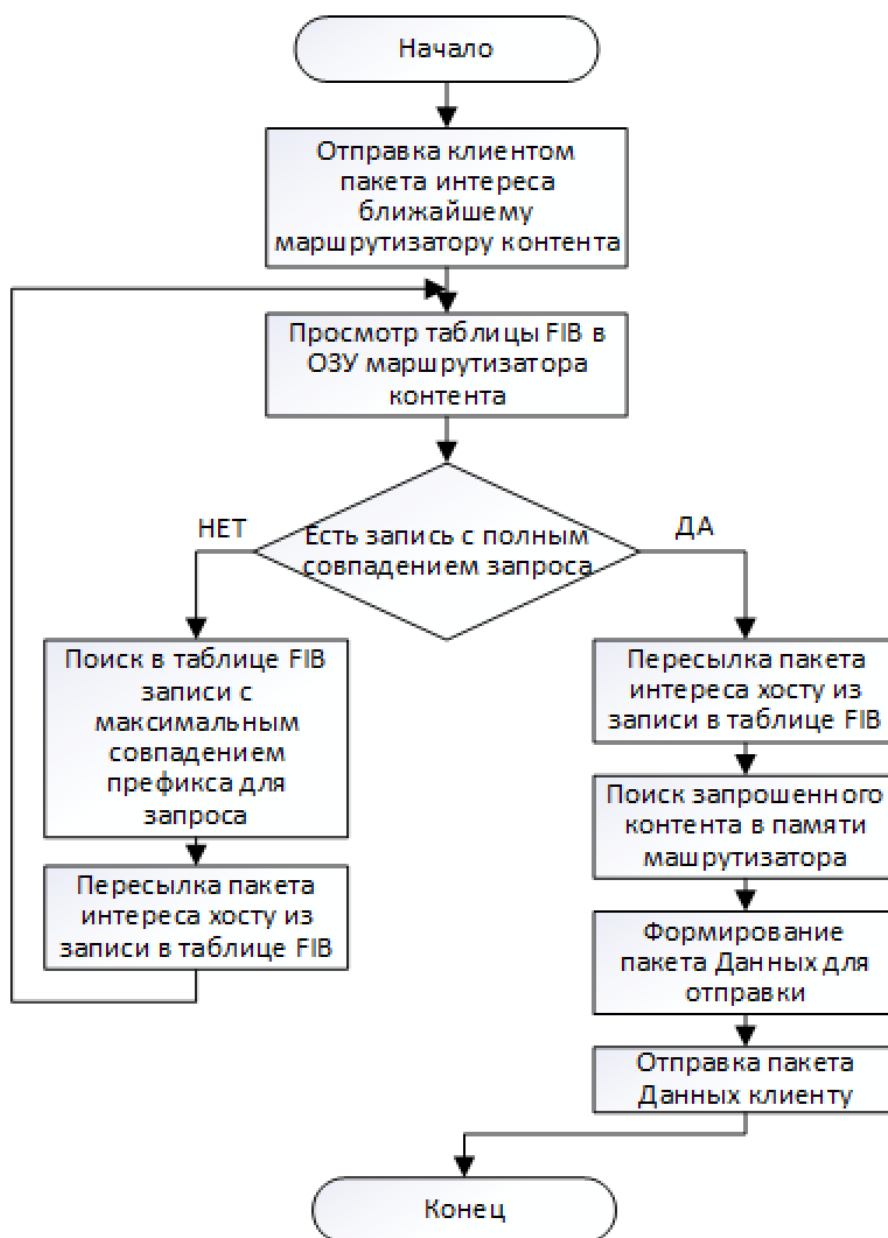 Начало
Отправка клиентом
пакета интереса
ближайшему
маршрутизатору контента
Просмотр таблицы FIB в
ОЗУ маршрутизатора
контента
Есть запись с полным
совпадением запроса
НЕТ
ДА
Поиск в таблице FIB
записи с
максимальным
совпадением
префикса для
запроса
Пересылка пакета
интереса хосту из
записи в таблице FIB
Пересылка пакета
интереса хосту из
записи в таблице FIB
Поиск запрошенного
контента в памяти
машрутизатора
Формирование
пакета Данных для
отправки
Отправка пакета
Данных клиенту
Конец